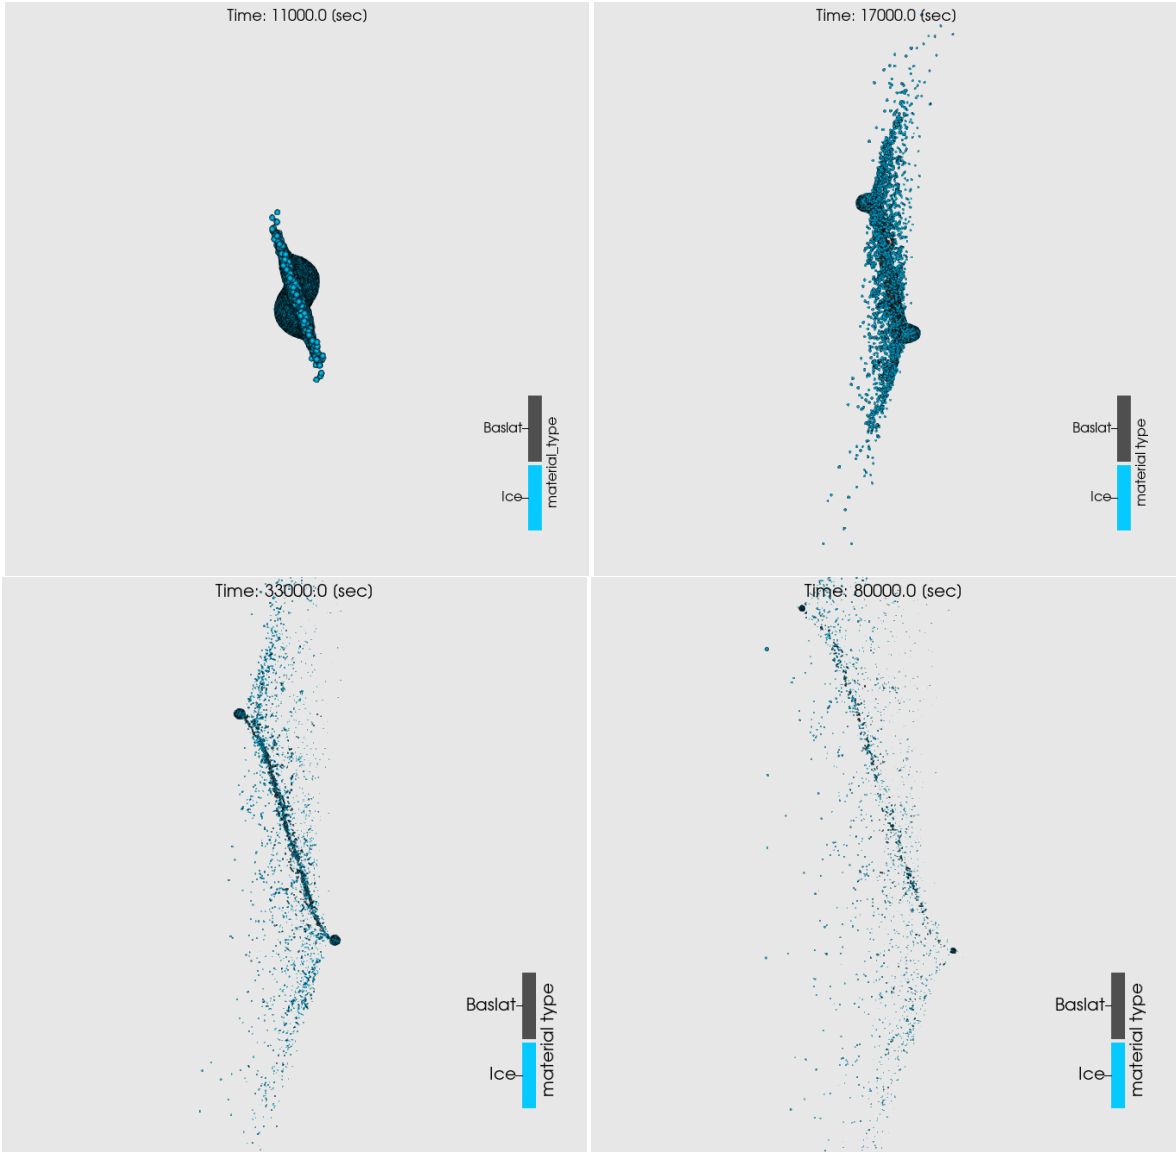 Time: 11000.0 (sec)
Baslat
Ice
material_type
Time: 17000.0 (sec)
Baslat
Ice
material type
Time: 33000.0 (sec)
Baslat
Ice
material type
Time: 80000.0 (sec)
Baslat
Ice
material type